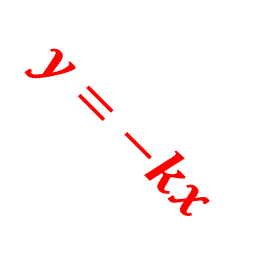 y = -kx